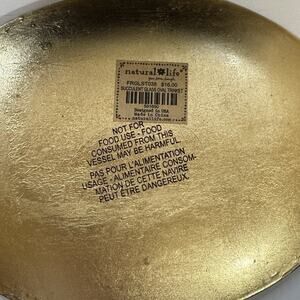 natural life
FRGLST038 $16.00
SUCCULENT GLASS OVAL TRINKET
Designed in USA
Made in China
naturallife.com
NOT FOR
FOOD USE - FOOD
CONSUMED FROM THIS
VESSEL MAY BE HARMFUL.
PAS POUR L'ALIMENTATION
USAGE - ALIMENTAIRE CONSOM-
MATION DE CETTE NAVIRE
PEUT ÊTRE DANGEREUX.